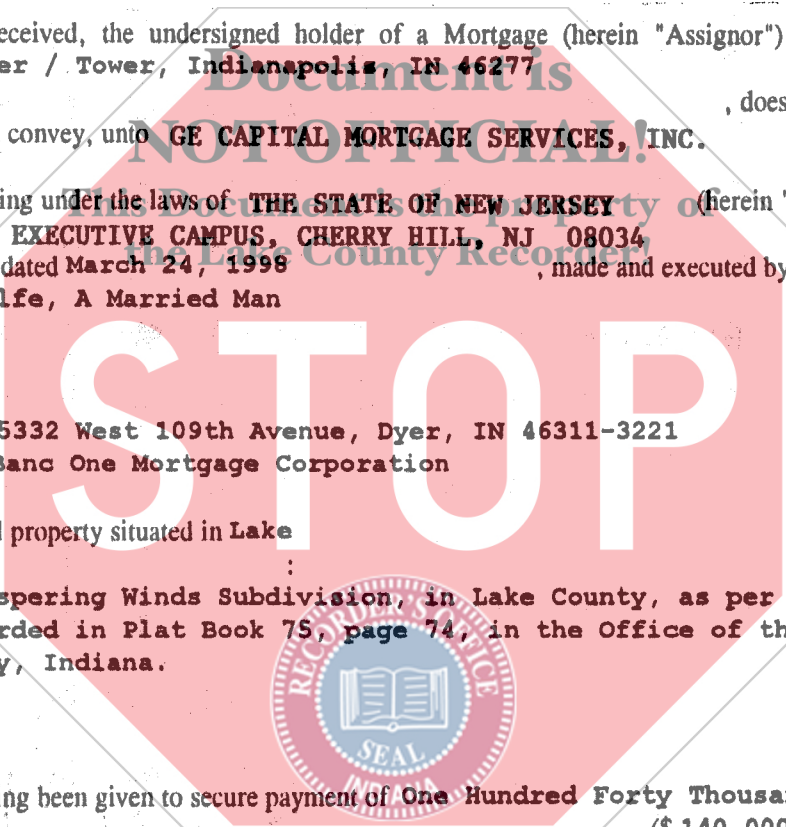 eceived, the undersigned holder of a Mortgage (herein "Assignor")
er / Tower, Indianapolis, IN 46277
Document is
, does
convey, unto GE CAPITAL MORTGAGE SERVICES, INC.
NOT OFFICIAL!
ing under the laws of THE STATE OF NEW JERSEY (herein "
This Document is the property of
EXECUTIVE CAMPUS, CHERRY HILL, NJ 08034
the Lake County Recorder!
dated March 24, 1998 , made and executed by
lfe, A Married Man
STOP
5332 West 109th Avenue, Dyer, IN 46311-3221
Banc One Mortgage Corporation
property situated in Lake
:
spering Winds Subdivision, in Lake County, as per
rded in Plat Book 75, page 74, in the Office of th
y, Indiana.
RECORDER'S OFFICE
SEAL
INDIANA
ng been given to secure payment of One Hundred Forty Thousa
($ 140,000